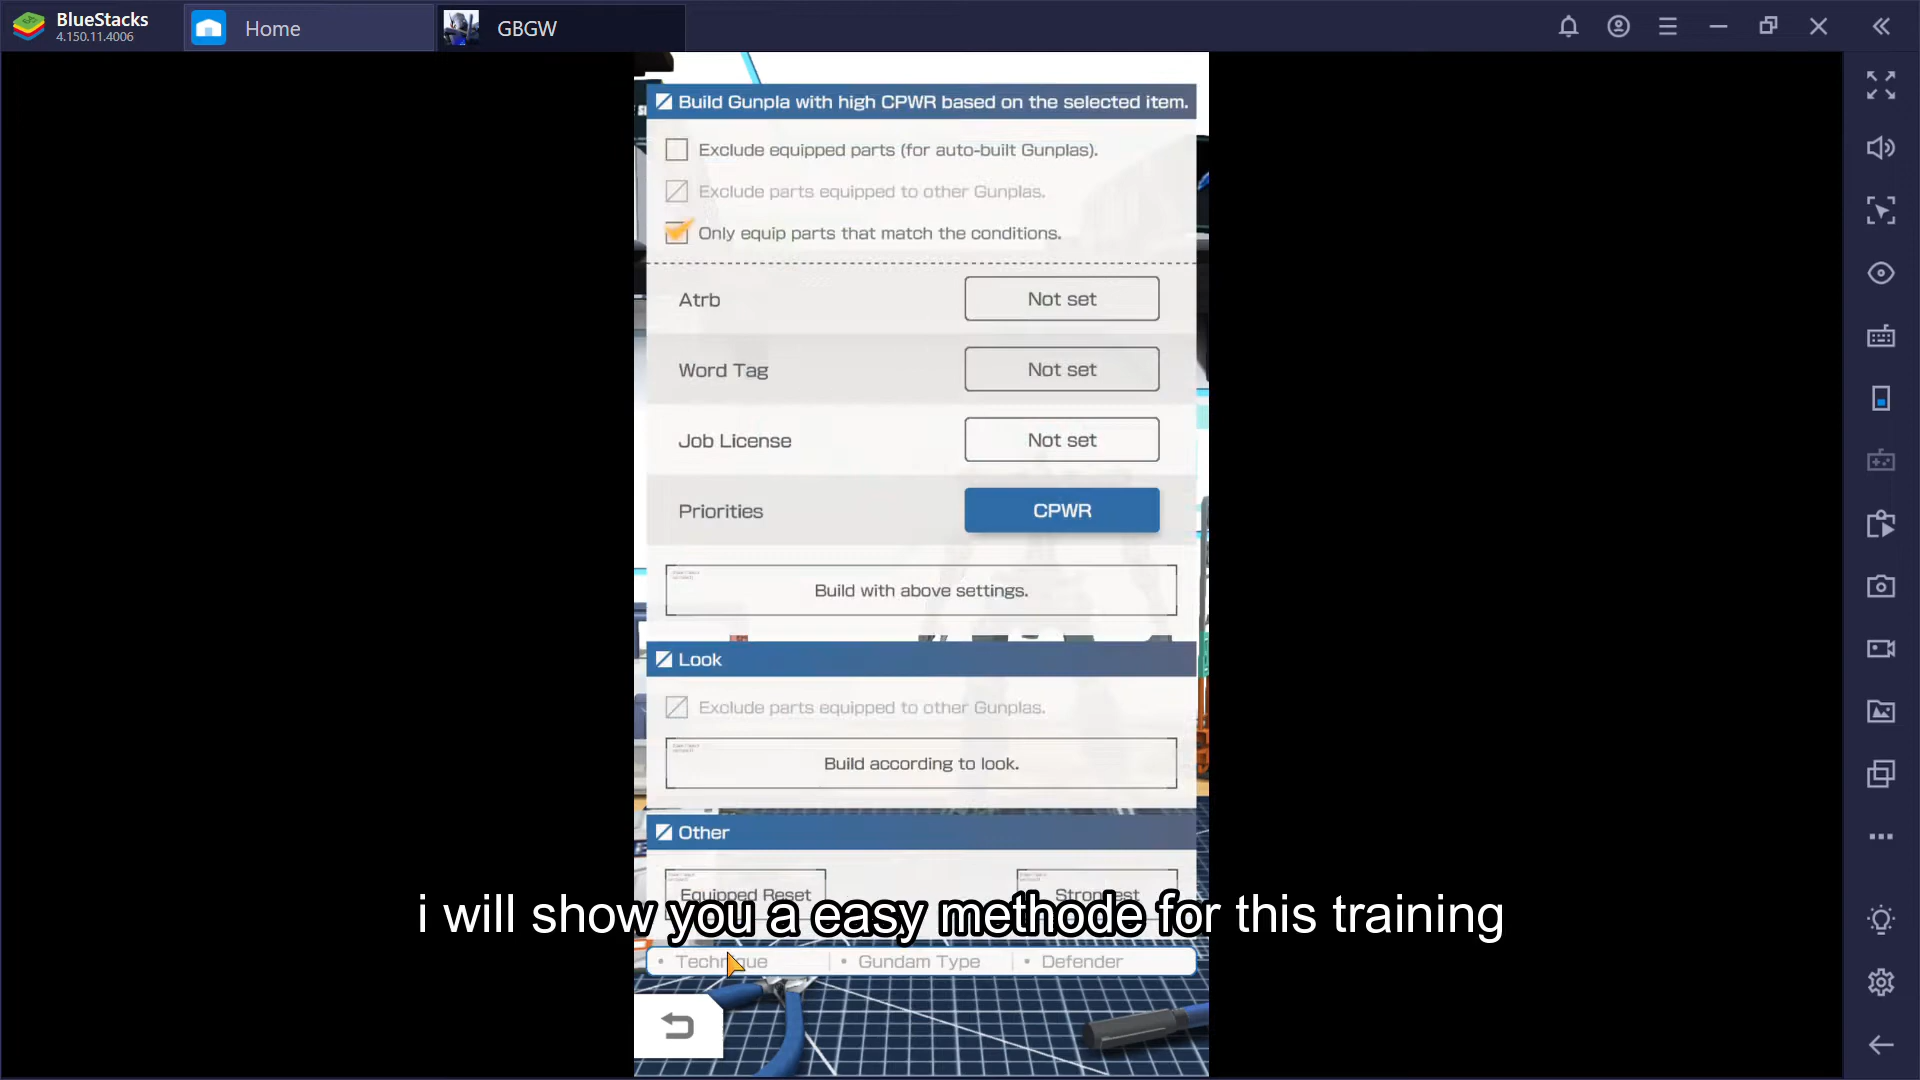 BlueStacks
4.150.11.4006
Home
GBGW
Build Gunpla with high CPWR based on the selected item.
Exclude equipped parts (for auto-built Gunplas).
Exclude parts equipped to other Gunplas.
Only equip parts that match the conditions.
Atrb
Not set
Word Tag
Not set
Job License
Not set
Priorities
CPWR
Build with above settings.
Look
Exclude parts equipped to other Gunplas.
Build according to look.
Other
Equipped Reset
Strongest
i will show you a easy methode for this training
• Technique
• Gundam Type
• Defender